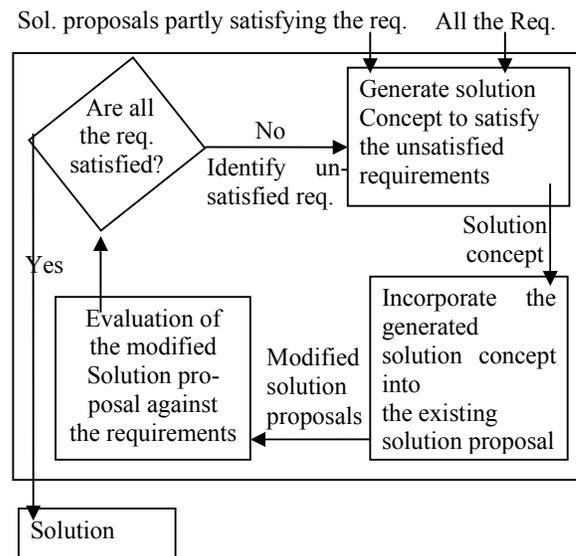 Sol. proposals partly satisfying the req.
All the Req.
Are all
the req.
satisfied?
No
Identify un-
satisfied req.
Generate solution
Concept to satisfy
the unsatisfied
requirements
Solution
concept
Yes
Evaluation of
the modified
Solution pro-
posal against
the requirements
Modified
solution
proposals
Incorporate the
generated
solution concept
into
the existing
solution proposal
Solution